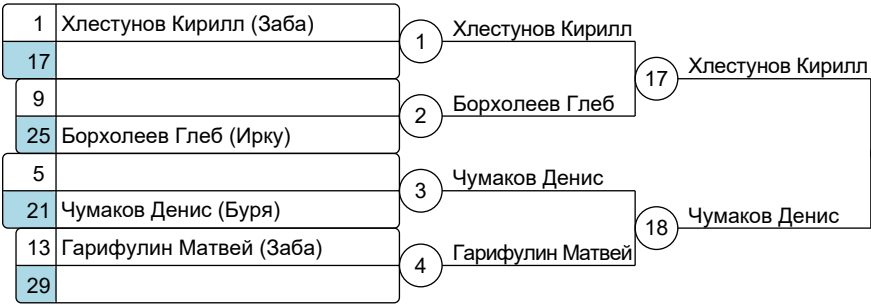 1 Хлестунов Кирилл (Заба)
17
9
25 Борхолеев Глеб (Ирку)
5
21 Чумаков Денис (Буря)
13 Гарифулин Матвей (Заба)
29
1 Хлестунов Кирилл
2 Борхолеев Глеб
3 Чумаков Денис
4 Гарифулин Матвей
17 Хлестунов Кирилл
18 Чумаков Денис